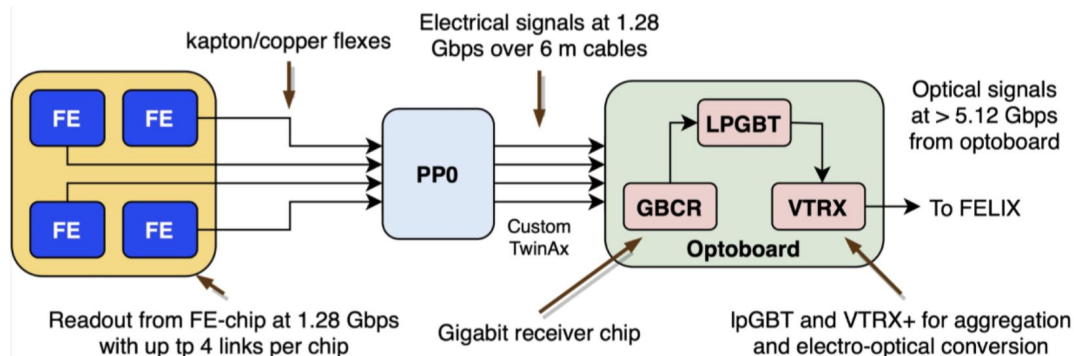 Electrical signals at 1.28
Gbps over 6 m cables
kapton/copper flexes
Optical signals
at > 5.12 Gbps
from optoboard
FE
FE
LPGBT
PP0
FE
FE
GBCR
VTRX
To FELIX
Custom
TwinAx
Optoboard
Readout from FE-chip at 1.28 Gbps
with up tp 4 links per chip
Gigabit receiver chip
lpGBT and VTRX+ for aggregation
and electro-optical conversion